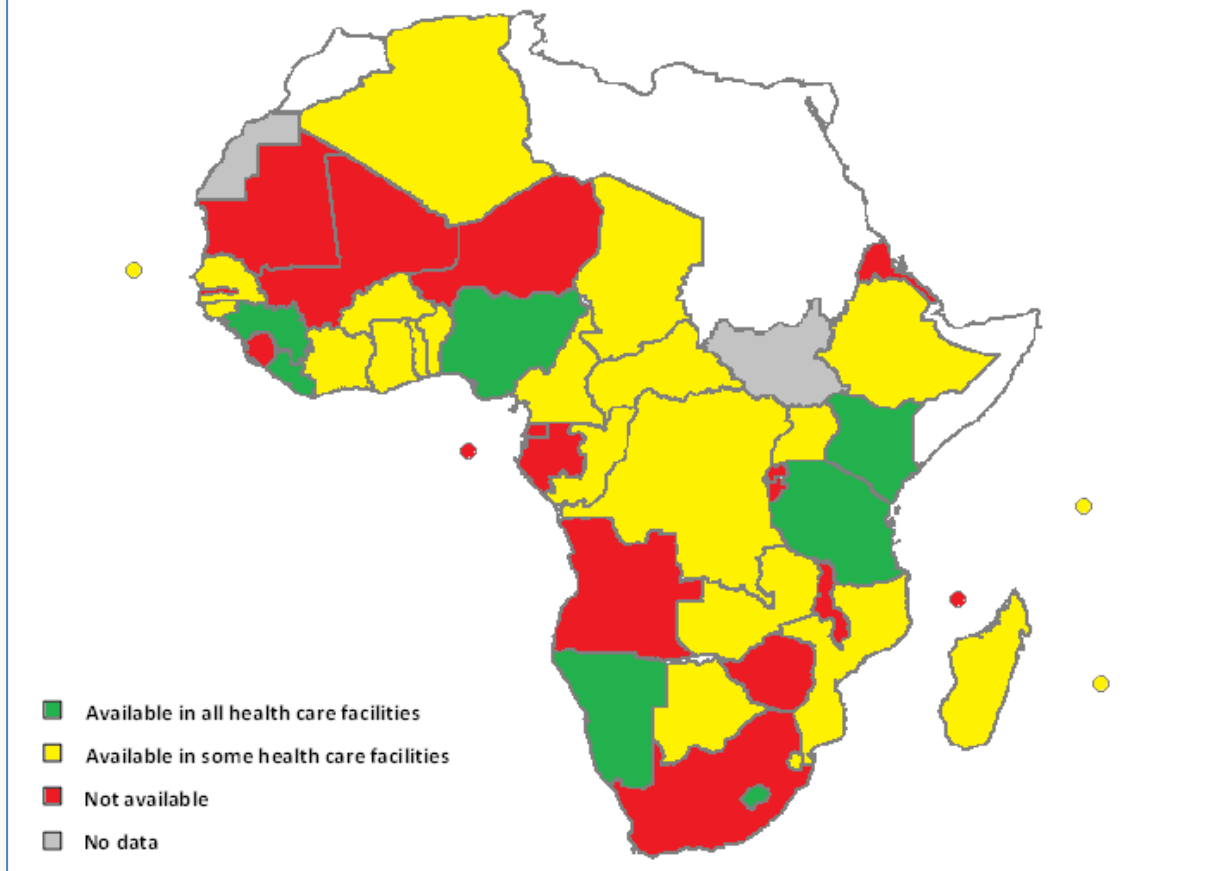 Available in all health care facilities
Available in some health care facilities
Not available
No data